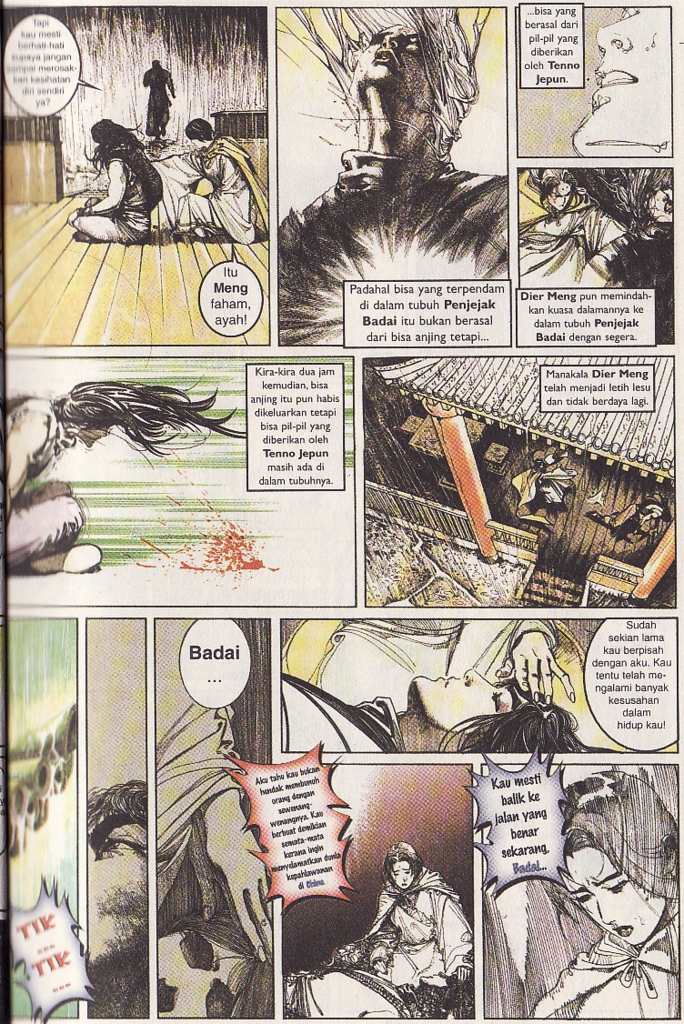 Tapi
kau mesti
berhati-hati
supaya jangan
sampai merosak-
kan kesihatan
diri sendiri
ya?
Itu
Meng
faham,
ayah!
Padahal bisa yang terpendam
di dalam tubuh Penjejak
Badai itu bukan berasal
dari bisa anjing tetapi...
...bisa yang
berasal dari
pil-pil yang
diberikan
oleh
Tenno
Jepun.
Dier Meng pun memindah-
kan kuasa dalamannya ke
dalam tubuh Penjejak
Badai dengan segera.
Kira-kira dua jam
kemudian, bisa
anjing itu pun habis
dikeluarkan tetapi
bisa pil-pil yang
diberikan oleh
Tenno Jepun
masih ada di
dalam tubuhnya.
Manakala Dier Meng
telah menjadi letih lesu
dan tidak berdaya lagi.
TIK
...
TIK
...
Badai
...
Sudah
sekian lama
kau berpisah
dengan aku. Kau
tentu telah me-
ngalami banyak
kesusahan
dalam
hidup kau!
Aku tahu kau bukan
hendak membunuh
orang dengan
sewenang-
wenangnya. Kau
berbuat demikian
semata-mata
kerana ingin
menyelamatkan dunia
kepahlawanan
di China
Kau mesti
balik ke
jalan yang
benar
sekarang,
Badai...